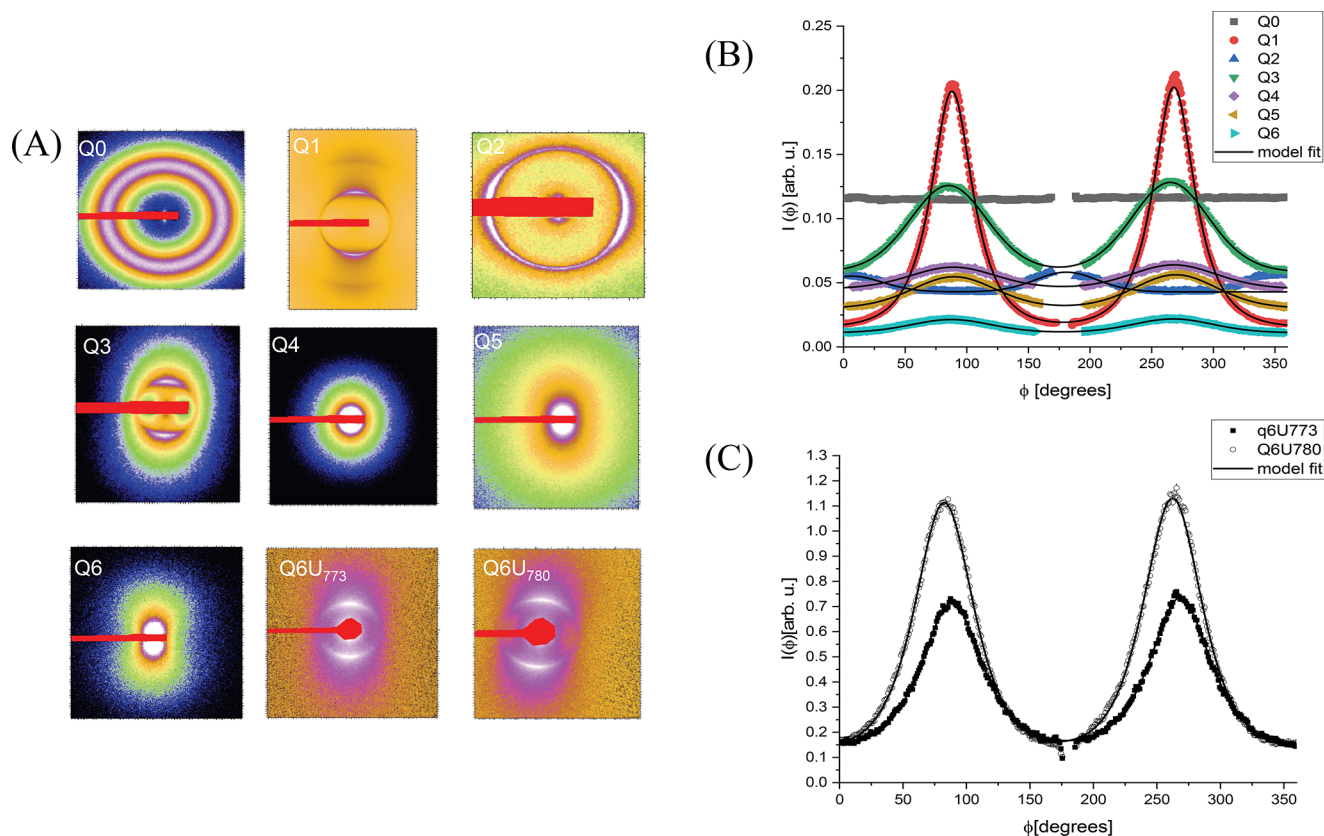 (A)
Q0
Q1
Q2
Q3
Q4
Q5
Q6
Q6U773
Q6U780
(B)
0.25
0.20
0.15
0.10
0.05
0.00
I (ϕ) [arb. u.]
0 50 100 150 200 250 300 350
ϕ [degrees]
Q0
Q1
Q2
Q3
Q4
Q5
Q6
model fit
(C)
1.3
1.2
1.1
1.0
0.9
0.8
0.7
0.6
0.5
0.4
0.3
0.2
0.1
0.0
I(ϕ)[arb. u.]
0 50 100 150 200 250 300 350
ϕ[degrees]
q6U773
Q6U780
model fit